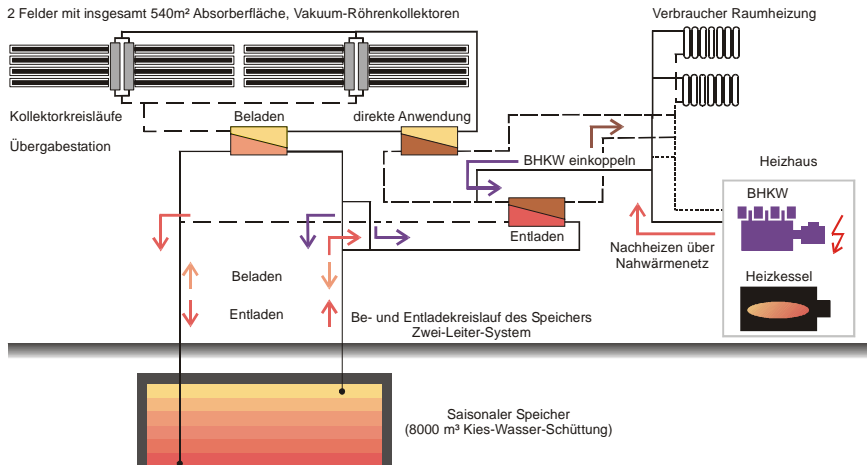 2 Felder mit insgesamt 540m² Absorberfläche, Vakuum-Röhrenkollektoren
Verbraucher Raumheizung
Kollektorkreisläufe
Beladen
direkte Anwendung
Übergabestation
BHKW einkoppeln
Heizhaus
BHKW
Entladen
Nachheizen über
Nahwärmenetz
Beladen
Heizkessel
Entladen
Be- und Entladekreislauf des Speichers
Zwei-Leiter-System
Saisonaler Speicher
(8000 m³ Kies-Wasser-Schüttung)